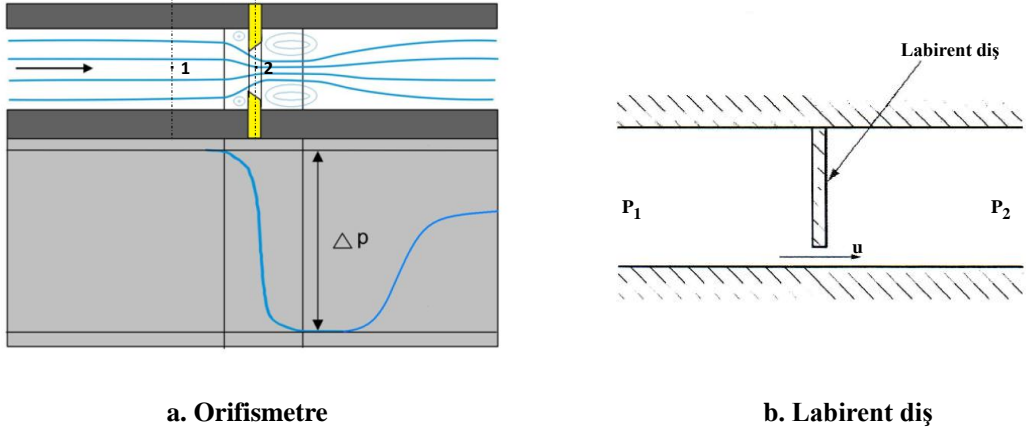 1
2
△ p
a. Orifismetre
Labirent diş
P₁
P₂
u
b. Labirent diş